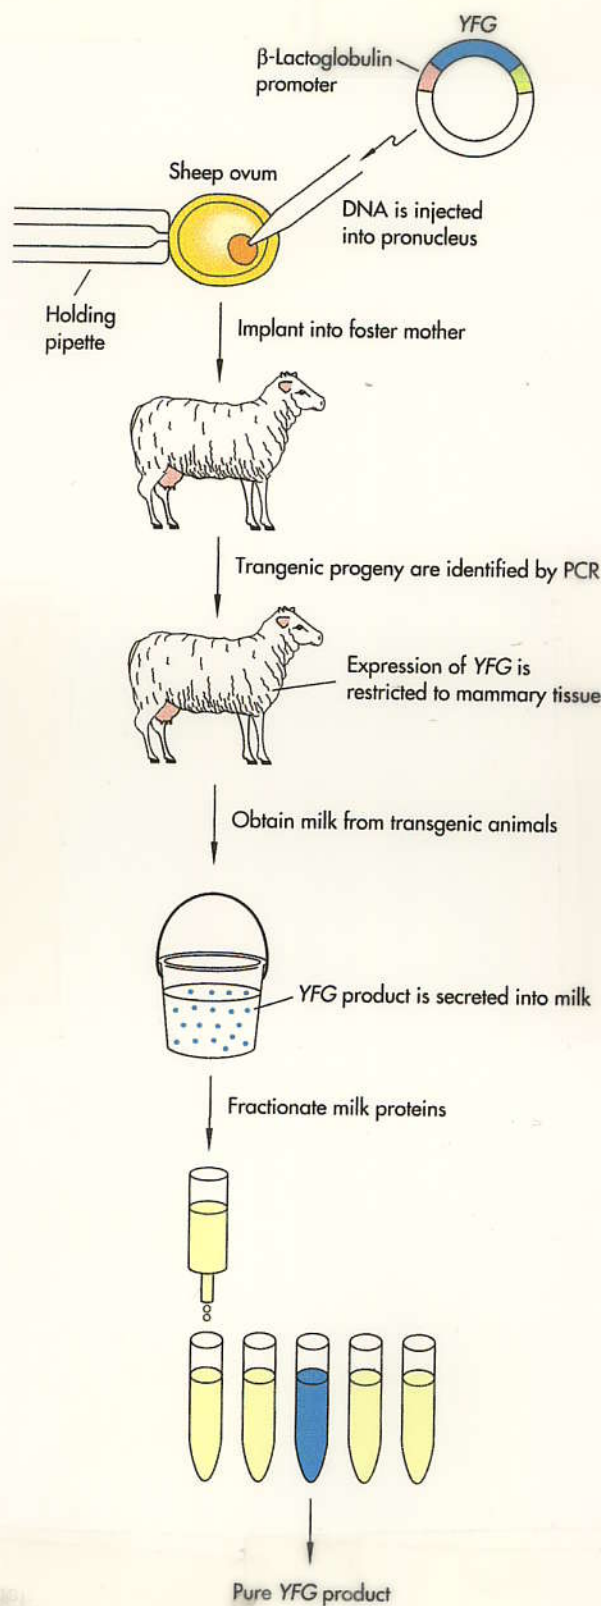 YFG
β-Lactoglobulin
promoter
Sheep ovum
DNA is injected
into pronucleus
Holding
pipette
Implant into foster mother
Trangenic progeny are identified by PCR
Expression of YFG is
restricted to mammary tissue
Obtain milk from transgenic animals
YFG product is secreted into milk
Fractionate milk proteins
Pure YFG product